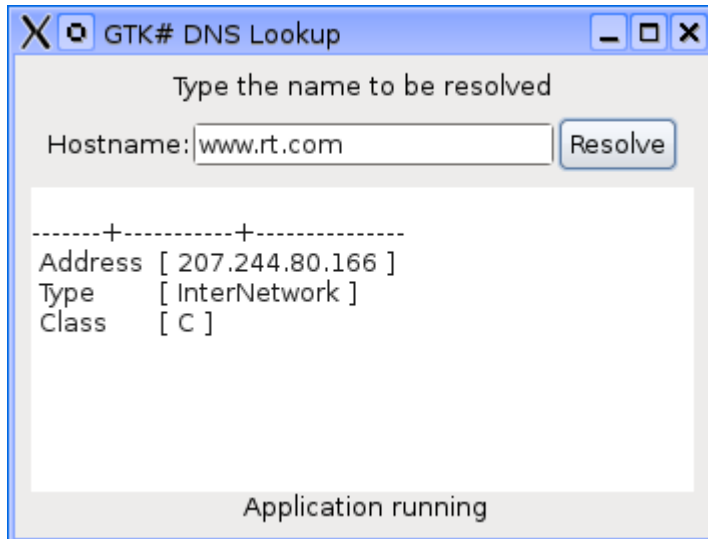 GTK# DNS Lookup
Type the name to be resolved
Hostname: www.rt.com Resolve
-------+-----------+---------------
Address [ 207.244.80.166 ]
Type [ InterNetwork ]
Class [ C ]
Application running